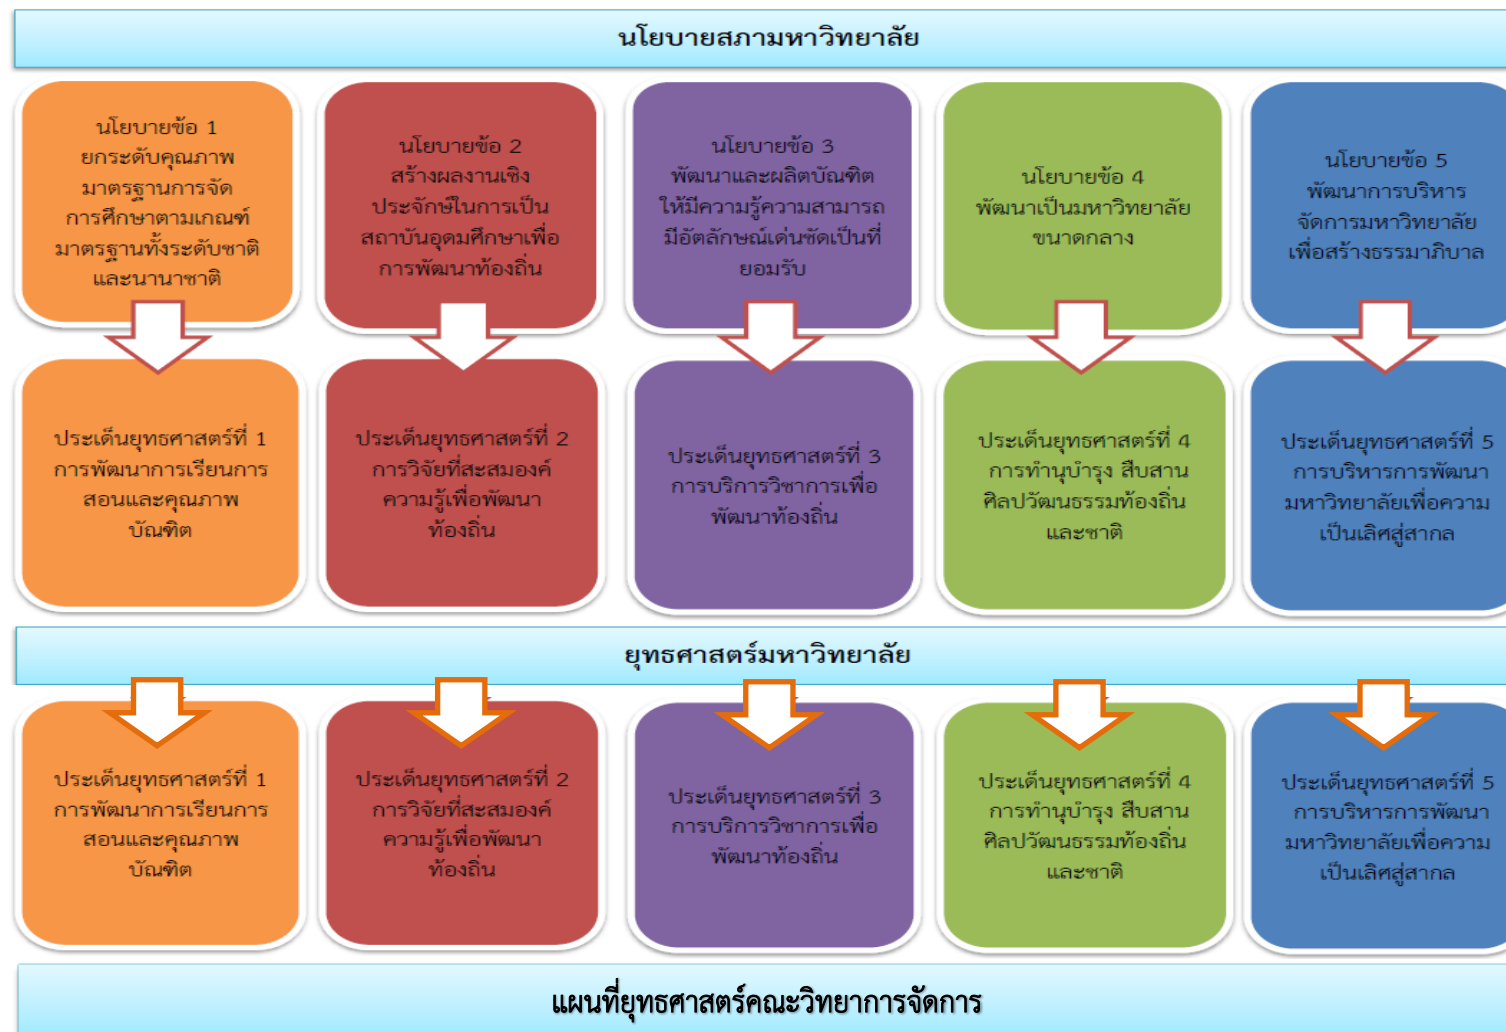 นโยบายสภามหาวิทยาลัย
นโยบายข้อ 1
ยกระดับคุณภาพ
มาตรฐานการจัด
การศึกษาตามเกณฑ์
มาตรฐานทั้งระดับชาติ
และนานาชาติ
นโยบายข้อ 2
สร้างผลงานเชิง
ประจักษ์ในการเป็น
สถาบันอุดมศึกษาเพื่อ
การพัฒนาท้องถิ่น
นโยบายข้อ 3
พัฒนาและผลิตบัณฑิต
ให้มีความรู้ความสามารถ
มีอัตลักษณ์เด่นชัดเป็นที่
ยอมรับ
นโยบายข้อ 4
พัฒนาเป็นมหาวิทยาลัย
ขนาดกลาง
นโยบายข้อ 5
พัฒนาการบริหาร
จัดการมหาวิทยาลัย
เพื่อสร้างธรรมาภิบาล
ประเด็นยุทธศาสตร์ที่ 1
การพัฒนาการเรียนการ
สอนและคุณภาพ
บัณฑิต
ประเด็นยุทธศาสตร์ที่ 2
การวิจัยที่สะสมองค์
ความรู้เพื่อพัฒนา
ท้องถิ่น
ประเด็นยุทธศาสตร์ที่ 3
การบริการวิชาการเพื่อ
พัฒนาท้องถิ่น
ประเด็นยุทธศาสตร์ที่ 4
การทำนุบำรุง สืบสาน
ศิลปวัฒนธรรมท้องถิ่น
และชาติ
ประเด็นยุทธศาสตร์ที่ 5
การบริหารการพัฒนา
มหาวิทยาลัยเพื่อความ
เป็นเลิศสู่สากล
ยุทธศาสตร์มหาวิทยาลัย
ประเด็นยุทธศาสตร์ที่ 1
การพัฒนาการเรียนการ
สอนและคุณภาพ
บัณฑิต
ประเด็นยุทธศาสตร์ที่ 2
การวิจัยที่สะสมองค์
ความรู้เพื่อพัฒนา
ท้องถิ่น
ประเด็นยุทธศาสตร์ที่ 3
การบริการวิชาการเพื่อ
พัฒนาท้องถิ่น
ประเด็นยุทธศาสตร์ที่ 4
การทำนุบำรุง สืบสาน
ศิลปวัฒนธรรมท้องถิ่น
และชาติ
ประเด็นยุทธศาสตร์ที่ 5
การบริหารการพัฒนา
มหาวิทยาลัยเพื่อความ
เป็นเลิศสู่สากล
แผนที่ยุทธศาสตร์คณะวิทยาการจัดการ